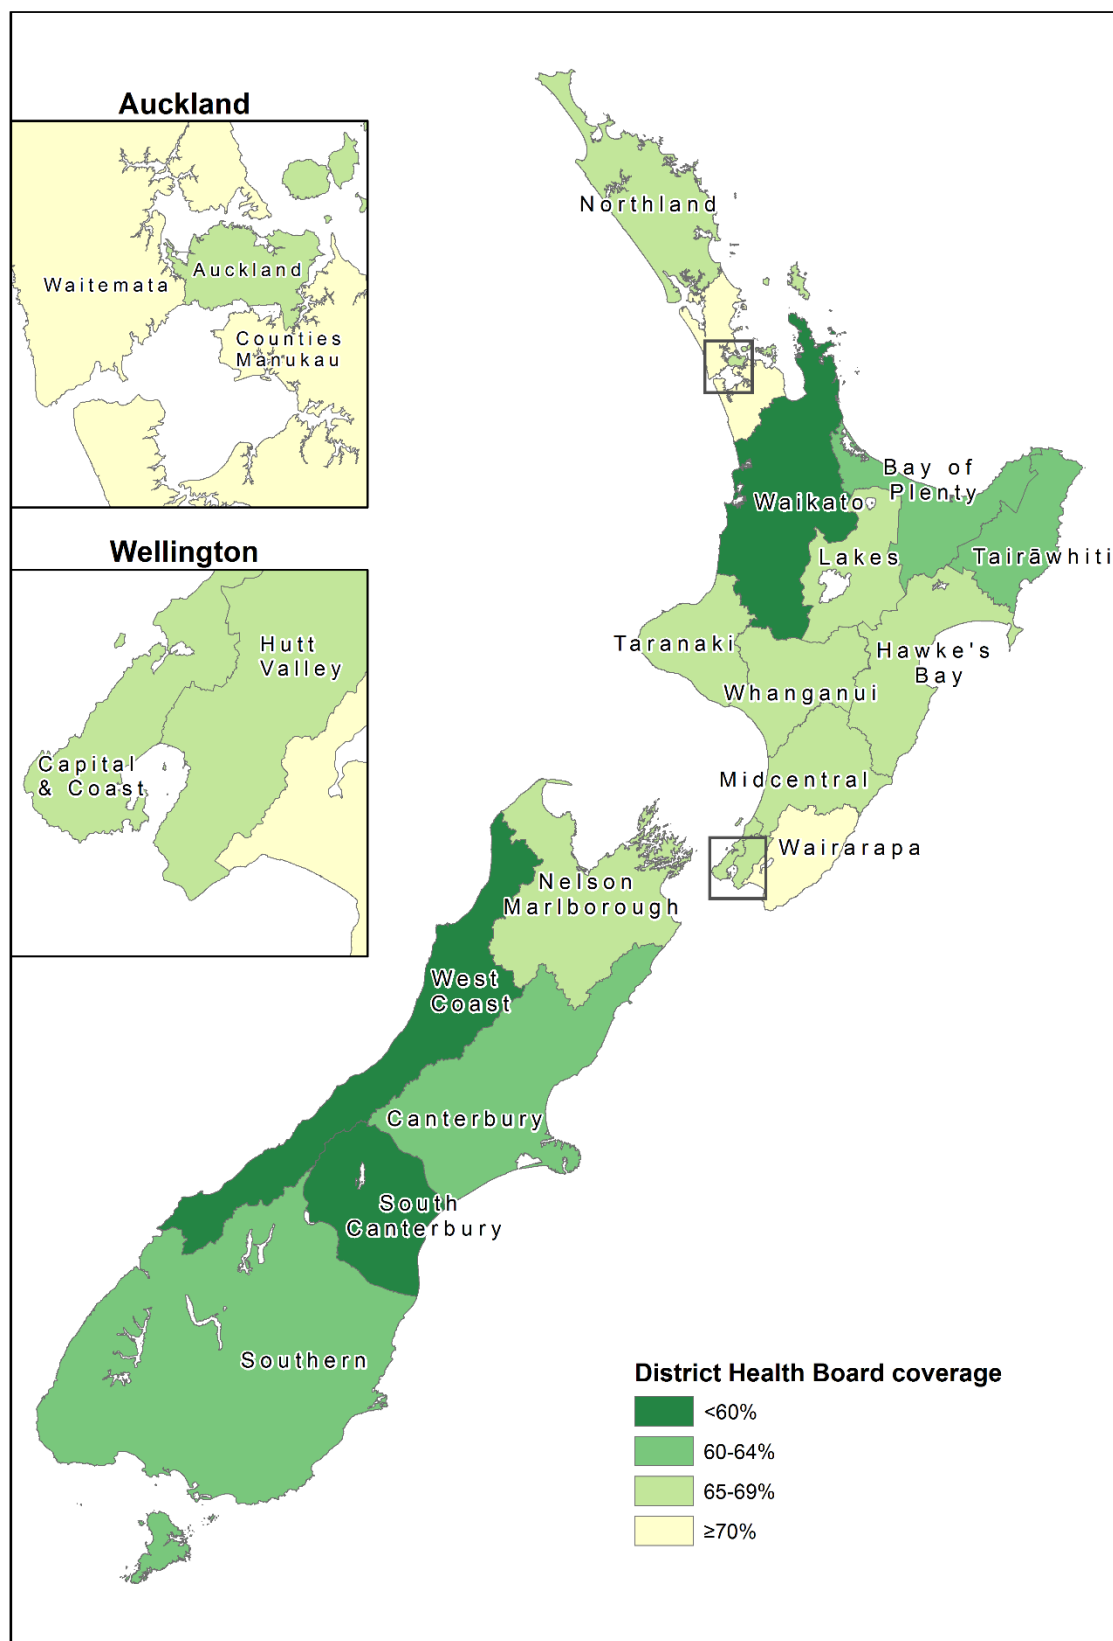 Auckland
Waitemata
Auckland
Counties
Manukau
Wellington
Hutt
Valley
Capital
& Coast
Northland
Waikato
Bay of
Plenty
Lakes
Tairāwhiti
Taranaki
Hawke's
Bay
Whanganui
Midcentral
Wairarapa
Nelson
Marlborough
West
Coast
Canterbury
South
Canterbury
Southern
District Health Board coverage
<60%
60-64%
65-69%
≥70%